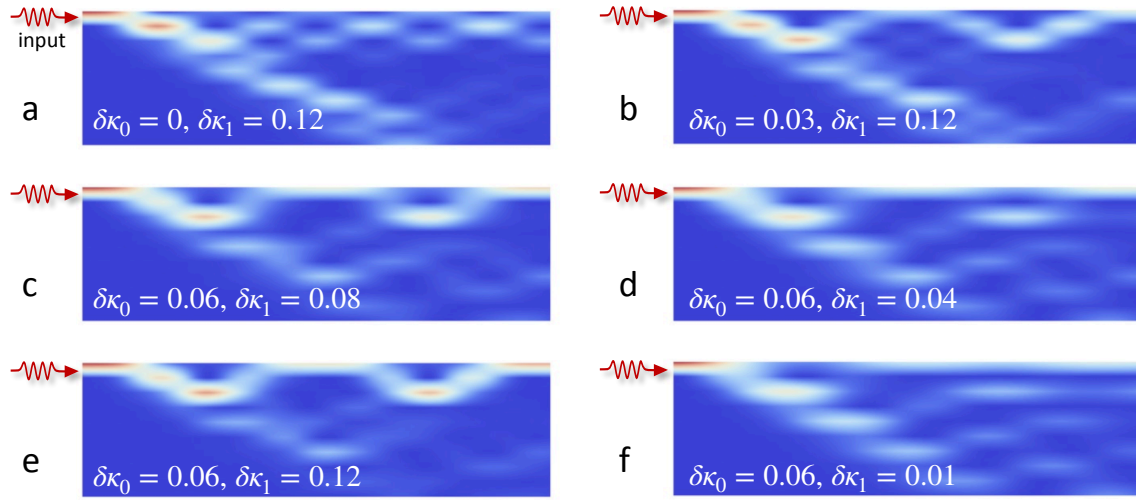 input
a
δκ₀ = 0, δκ₁ = 0.12
b
δκ₀ = 0.03, δκ₁ = 0.12
c
δκ₀ = 0.06, δκ₁ = 0.08
d
δκ₀ = 0.06, δκ₁ = 0.04
e
δκ₀ = 0.06, δκ₁ = 0.12
f
δκ₀ = 0.06, δκ₁ = 0.01